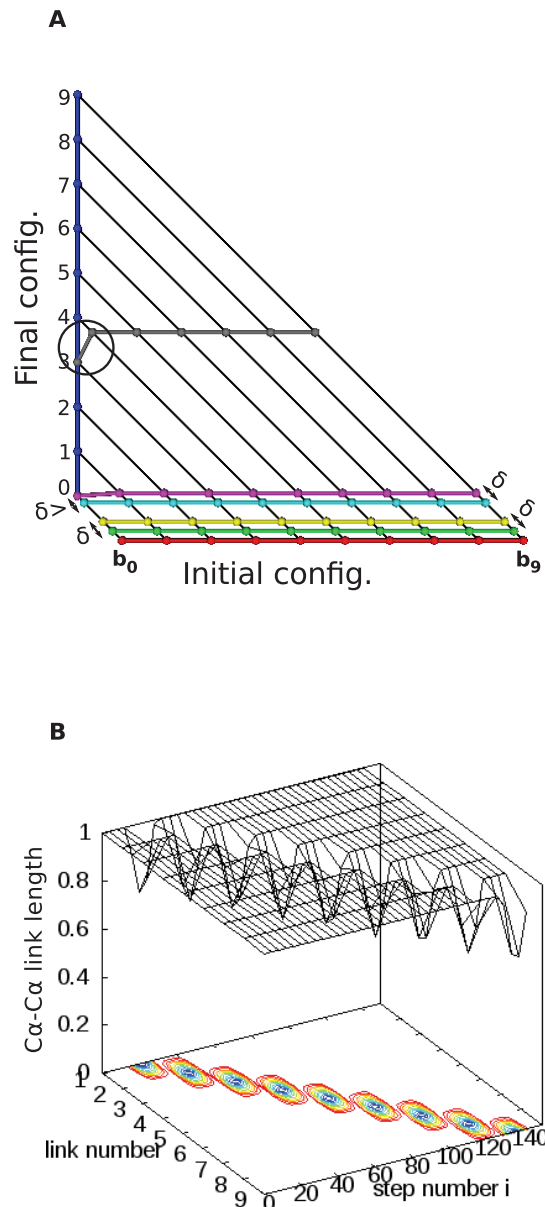 A
9
8
7
6
5
4
3
2
1
0
Final config.
δ>
δ
δ
δ
b0
b9
Initial config.
B
1
0.8
0.6
0.4
0.2
0
Cα-Cα link length
1
2
3
4
5
6
7
8
9
link number
0
20
40
60
80
100
120
140
step number i